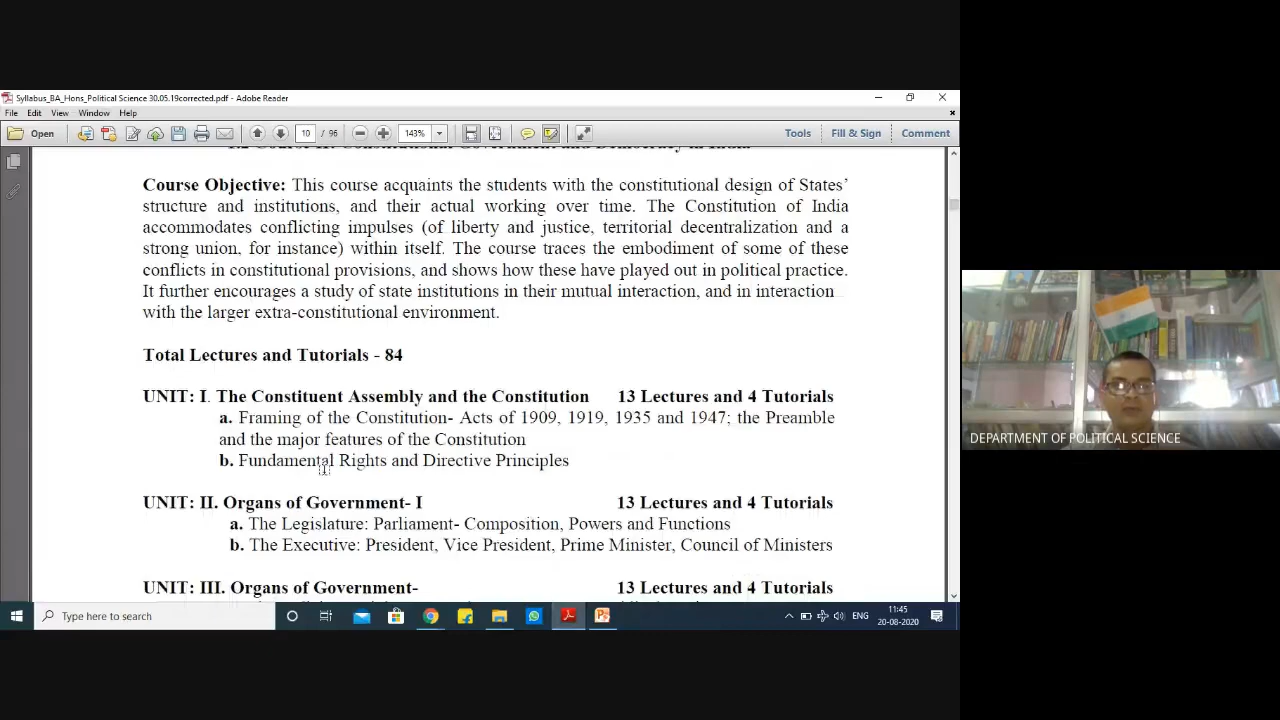 Syllabus_BA_Hons_Political Science 30.05.19corrected.pdf - Adobe Reader
File Edit View Window Help
Open 10 / 96 143% Tools Fill & Sign Comment
1.2 Course II: Constitutional Government and Democracy in India
Course Objective: This course acquaints the students with the constitutional design of States’
structure and institutions, and their actual working over time. The Constitution of India
accommodates conflicting impulses (of liberty and justice, territorial decentralization and a
strong union, for instance) within itself. The course traces the embodiment of some of these
conflicts in constitutional provisions, and shows how these have played out in political practice.
It further encourages a study of state institutions in their mutual interaction, and in interaction
with the larger extra-constitutional environment.
Total Lectures and Tutorials - 84
UNIT: I. The Constituent Assembly and the Constitution 13 Lectures and 4 Tutorials
a. Framing of the Constitution- Acts of 1909, 1919, 1935 and 1947; the Preamble
and the major features of the Constitution
b. Fundamental Rights and Directive Principles
UNIT: II. Organs of Government- I 13 Lectures and 4 Tutorials
a. The Legislature: Parliament- Composition, Powers and Functions
b. The Executive: President, Vice President, Prime Minister, Council of Ministers
UNIT: III. Organs of Government- 13 Lectures and 4 Tutorials
Type here to search
ENG
11:45
20-08-2020
DEPARTMENT OF POLITICAL SCIENCE